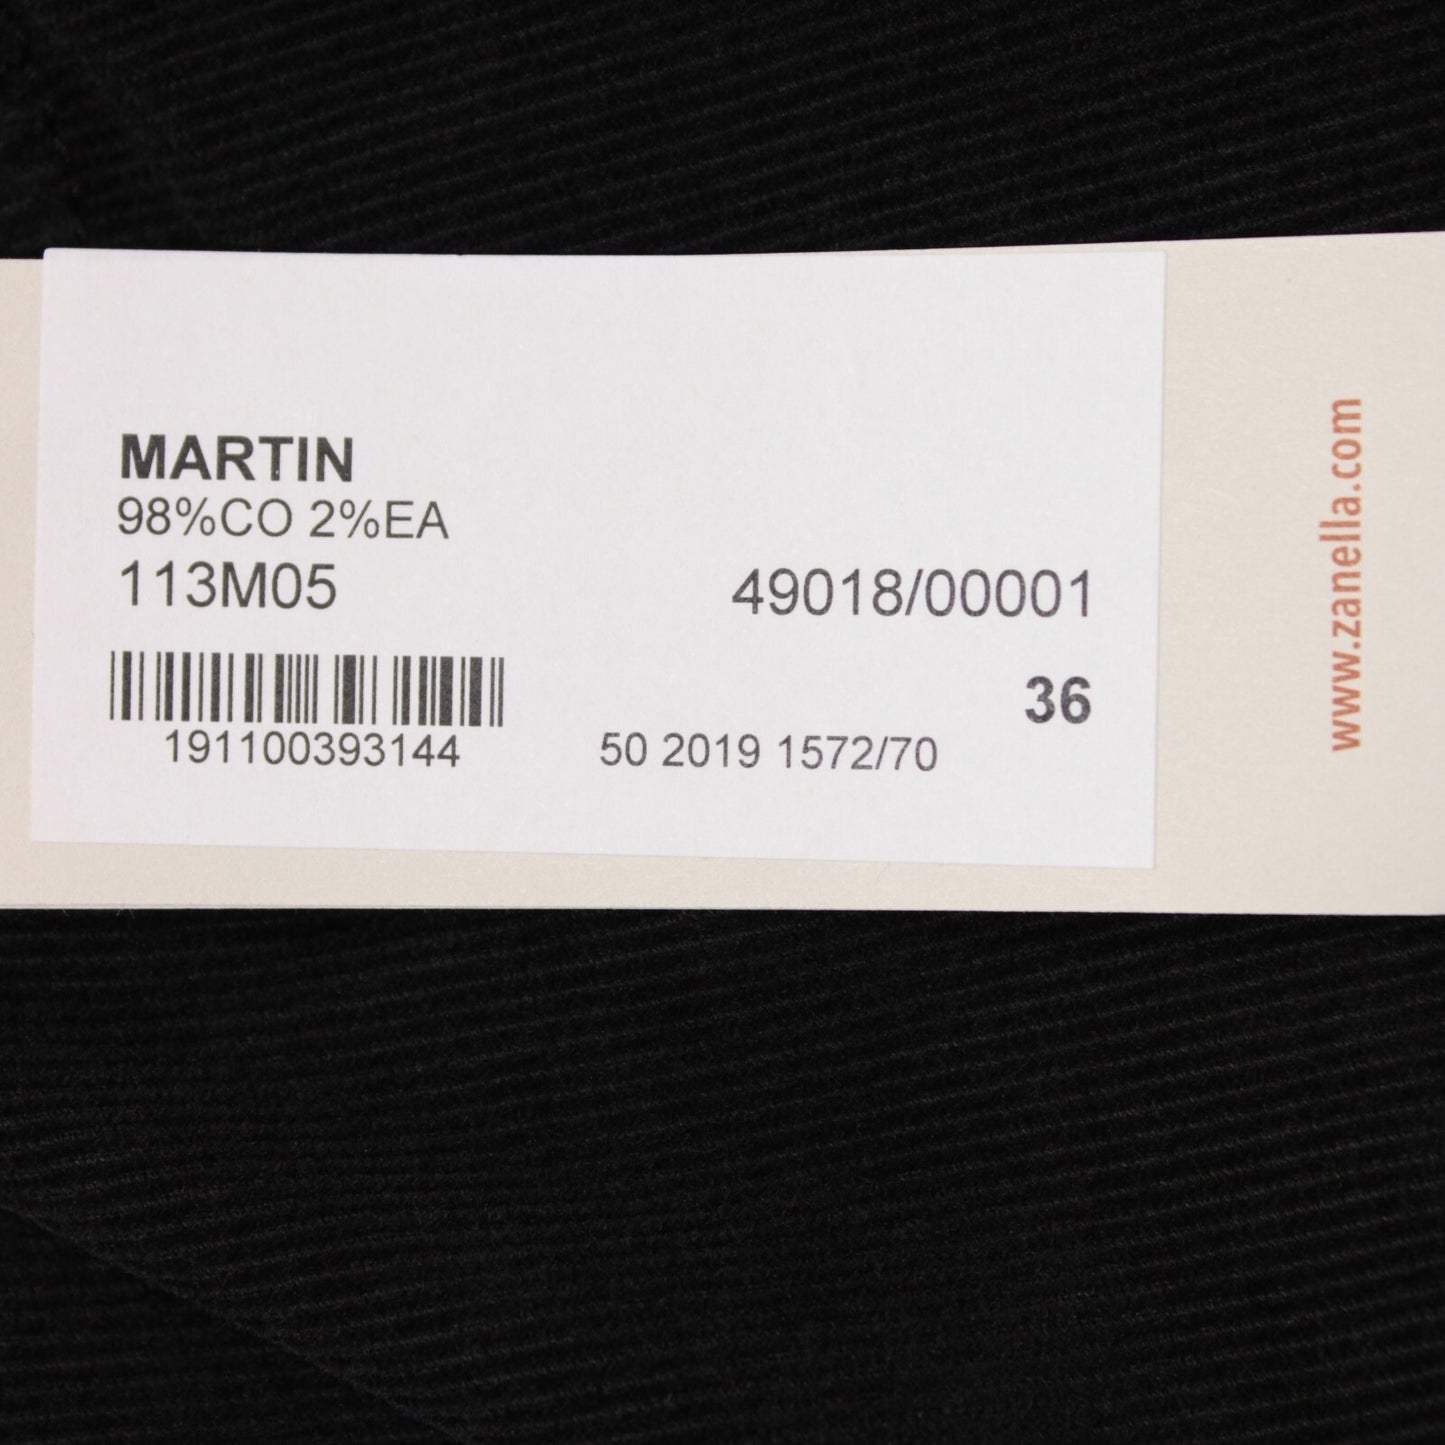 MARTIN
98%CO 2%EA
113M05
49018/00001
36
191100393144
50 2019 1572/70
www.zanella.com